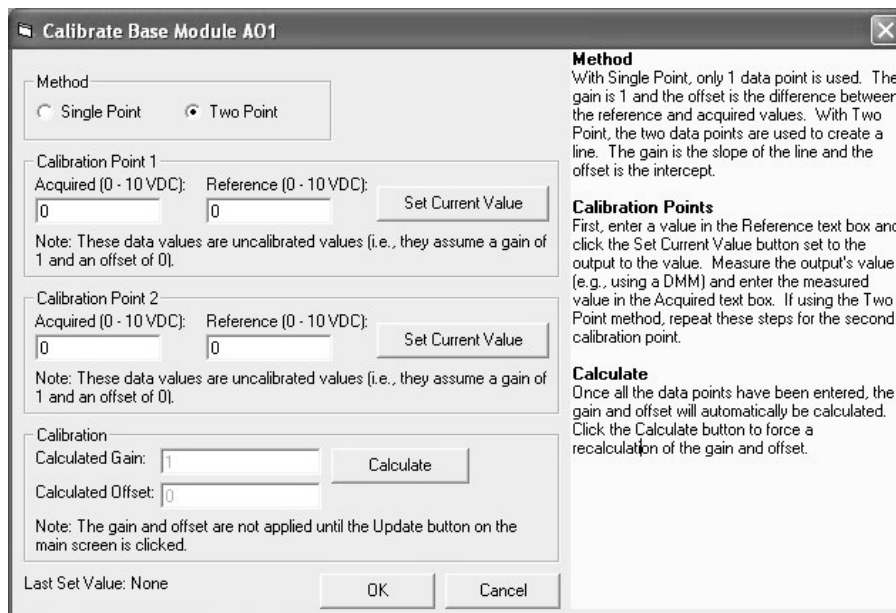 Calibrate Base Module AO1
Method
Single Point
Two Point
Calibration Point 1
Acquired (0 - 10 VDC):
Reference (0 - 10 VDC):
0
0
Set Current Value
Note: These data values are uncalibrated values (i.e., they assume a gain of
1 and an offset of 0).
Calibration Point 2
Acquired (0 - 10 VDC):
Reference (0 - 10 VDC):
0
0
Set Current Value
Note: These data values are uncalibrated values (i.e., they assume a gain of
1 and an offset of 0).
Calibration
Calculated Gain:
1
Calculate
Calculated Offset:
0
Note: The gain and offset are not applied until the Update button on the
main screen is clicked.
Last Set Value: None
OK
Cancel
Method
With Single Point, only 1 data point is used. The
gain is 1 and the offset is the difference between
the reference and acquired values. With Two
Point, the two data points are used to create a
line. The gain is the slope of the line and the
offset is the intercept.
Calibration Points
First, enter a value in the Reference text box and
click the Set Current Value button set to the
output to the value. Measure the output's value
(e.g., using a DMM) and enter the measured
value in the Acquired text box. If using the Two
Point method, repeat these steps for the second
calibration point.
Calculate
Once all the data points have been entered, the
gain and offset will automatically be calculated.
Click the Calculate button to force a
recalculation of the gain and offset.